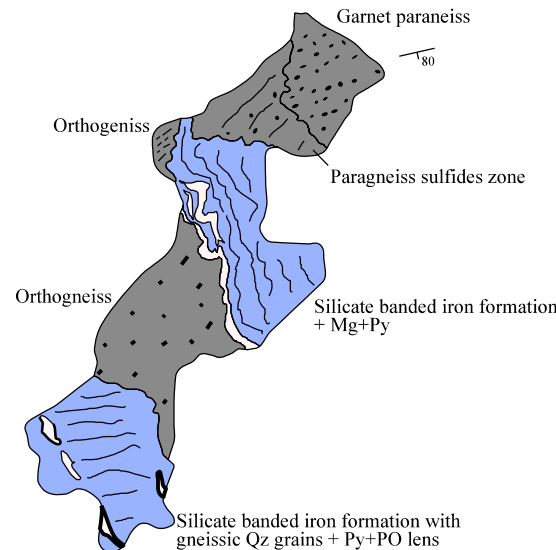 Garnet paraneiss
80
Orthogeniss
Paragneiss sulfides zone
Orthogneiss
Silicate banded iron formation
+ Mg+Py
Silicate banded iron formation with
gneissic Qz grains + Py+PO lens